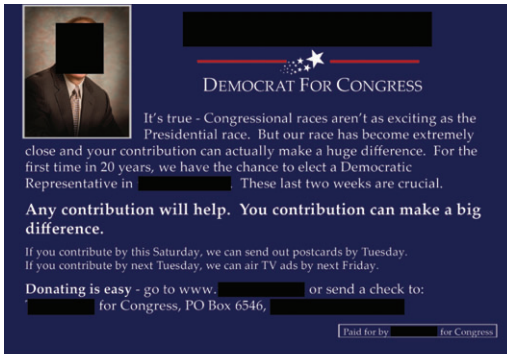 DEMOCRAT FOR CONGRESS
It's true - Congressional races aren't as exciting as the
Presidential race. But our race has become extremely
close and your contribution can actually make a huge difference. For the
first time in 20 years, we have the chance to elect a Democratic
Representative in . These last two weeks are crucial.
Any contribution will help. You contribution can make a big
difference.
If you contribute by this Saturday, we can send out postcards by Tuesday.
If you contribute by next Tuesday, we can air TV ads by next Friday.
Donating is easy - go to www. or send a check to:
for Congress, PO Box 6546,
Paid for by for Congress